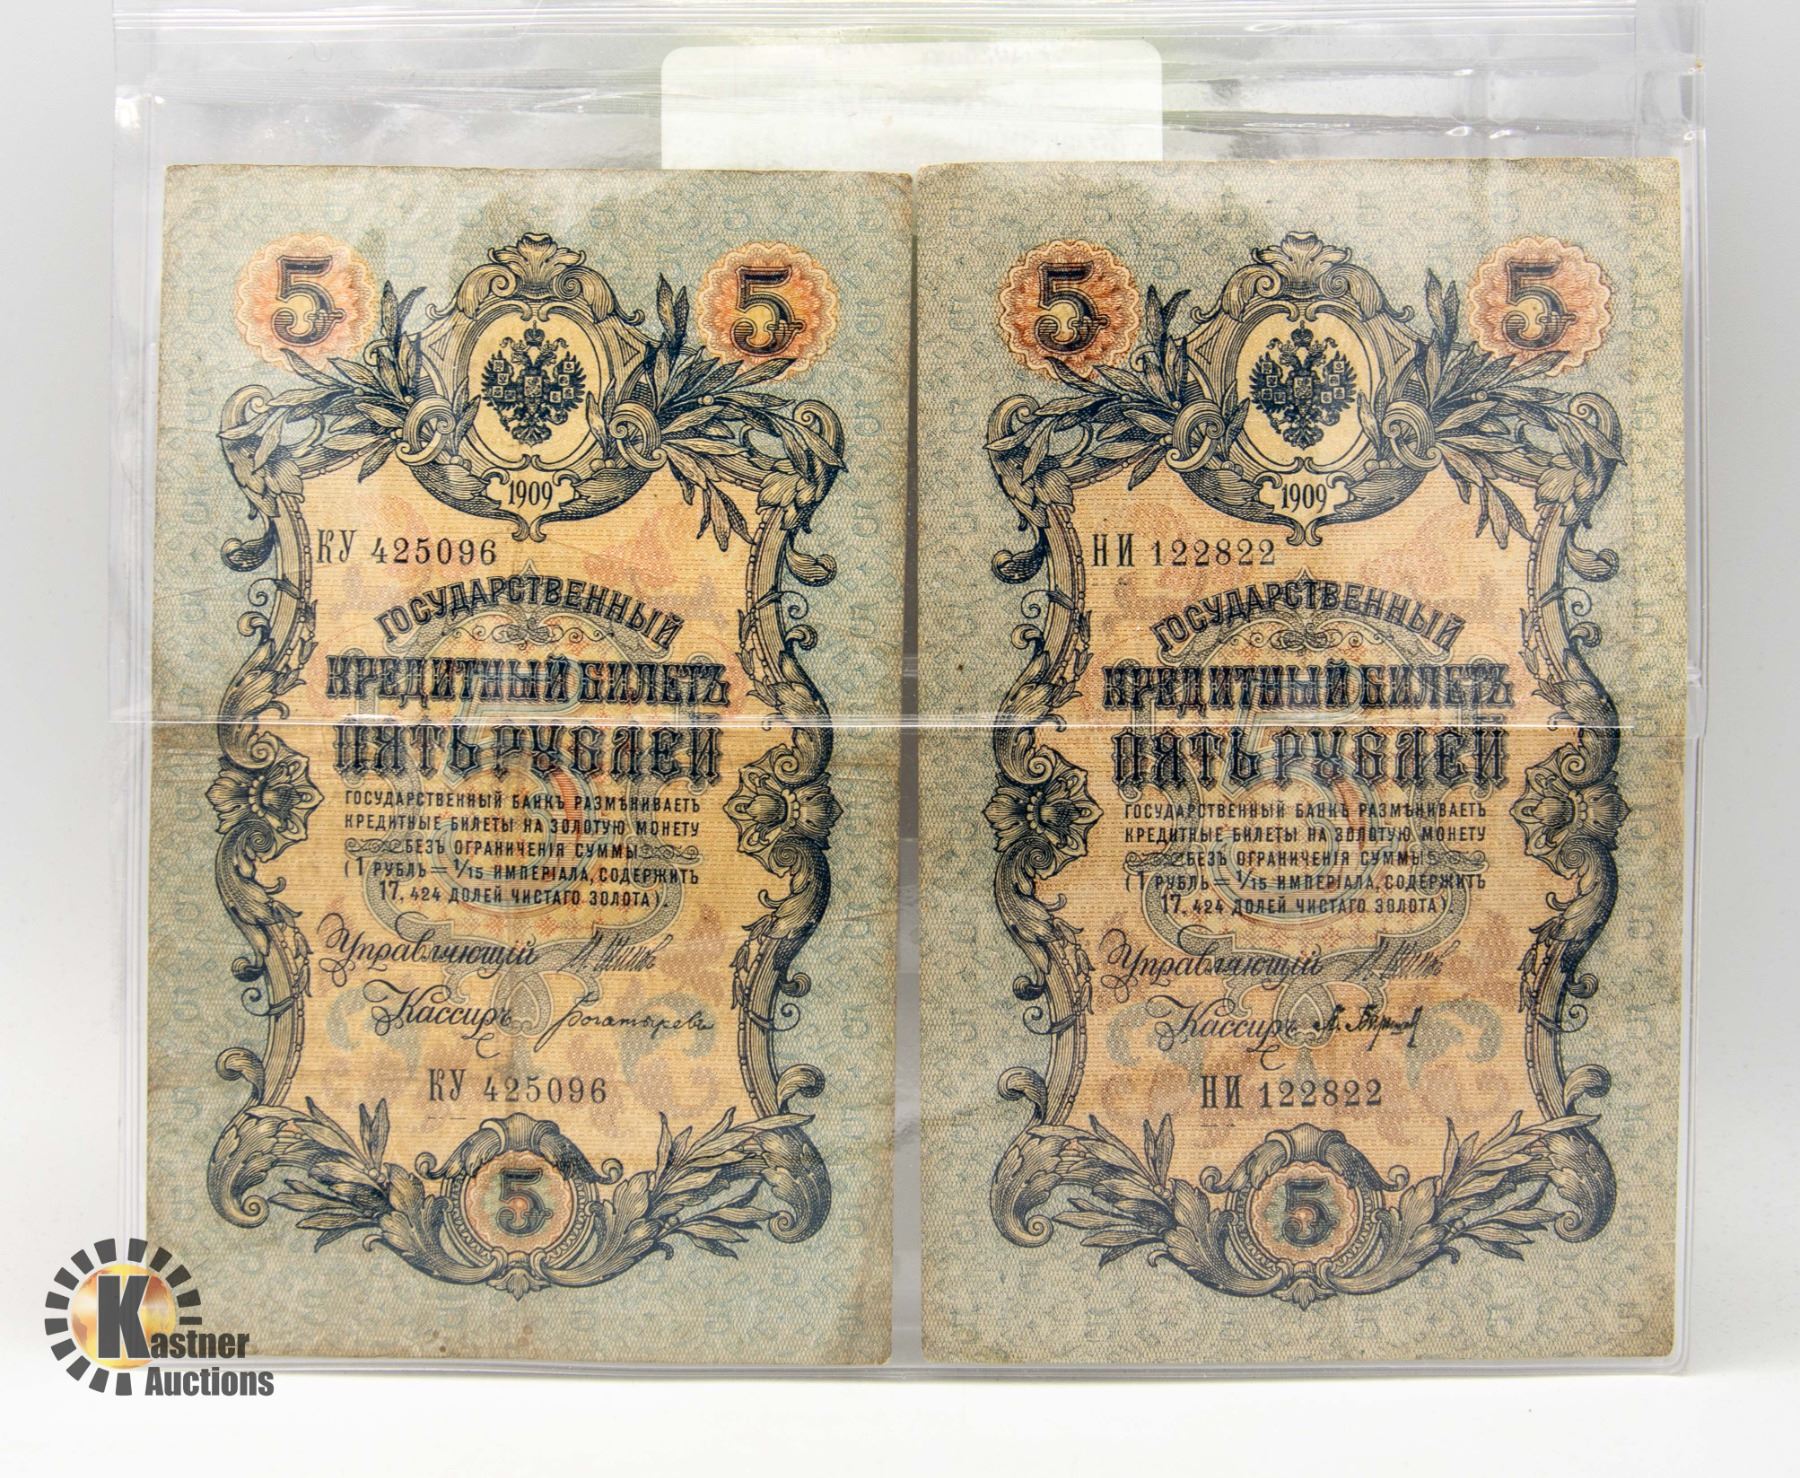 5 5
1909
КУ 425096
ГОСУДАРСТВЕННЫЙ
КРЕДИТНЫЙ БИЛЕТЪ
ПЯТЬ РУБЛЕЙ
ГОСУДАРСТВЕННЫЙ БАНКЪ РАЗМѢНИВАЕТЪ
КРЕДИТНЫЕ БИЛЕТЫ НА ЗОЛОТУЮ МОНЕТУ
БЕЗЪ ОГРАНИЧЕНІЯ СУММЫ
(1 РУБЛЬ = 1/15 ИМПЕРІАЛА, СОДЕРЖИТЪ
17,424 ДОЛЕЙ ЧИСТАГО ЗОЛОТА).
Управляющій
Кассиръ Богатыревъ
КУ 425096
5
5 5
1909
НИ 122822
ГОСУДАРСТВЕННЫЙ
КРЕДИТНЫЙ БИЛЕТЪ
ПЯТЬ РУБЛЕЙ
ГОСУДАРСТВЕННЫЙ БАНКЪ РАЗМѢНИВАЕТЪ
КРЕДИТНЫЕ БИЛЕТЫ НА ЗОЛОТУЮ МОНЕТУ
БЕЗЪ ОГРАНИЧЕНІЯ СУММЫ
(1 РУБЛЬ = 1/15 ИМПЕРІАЛА, СОДЕРЖИТЪ
17,424 ДОЛЕЙ ЧИСТАГО ЗОЛОТА).
Управляющій
Кассиръ
НИ 122822
5
Kastner
Auctions